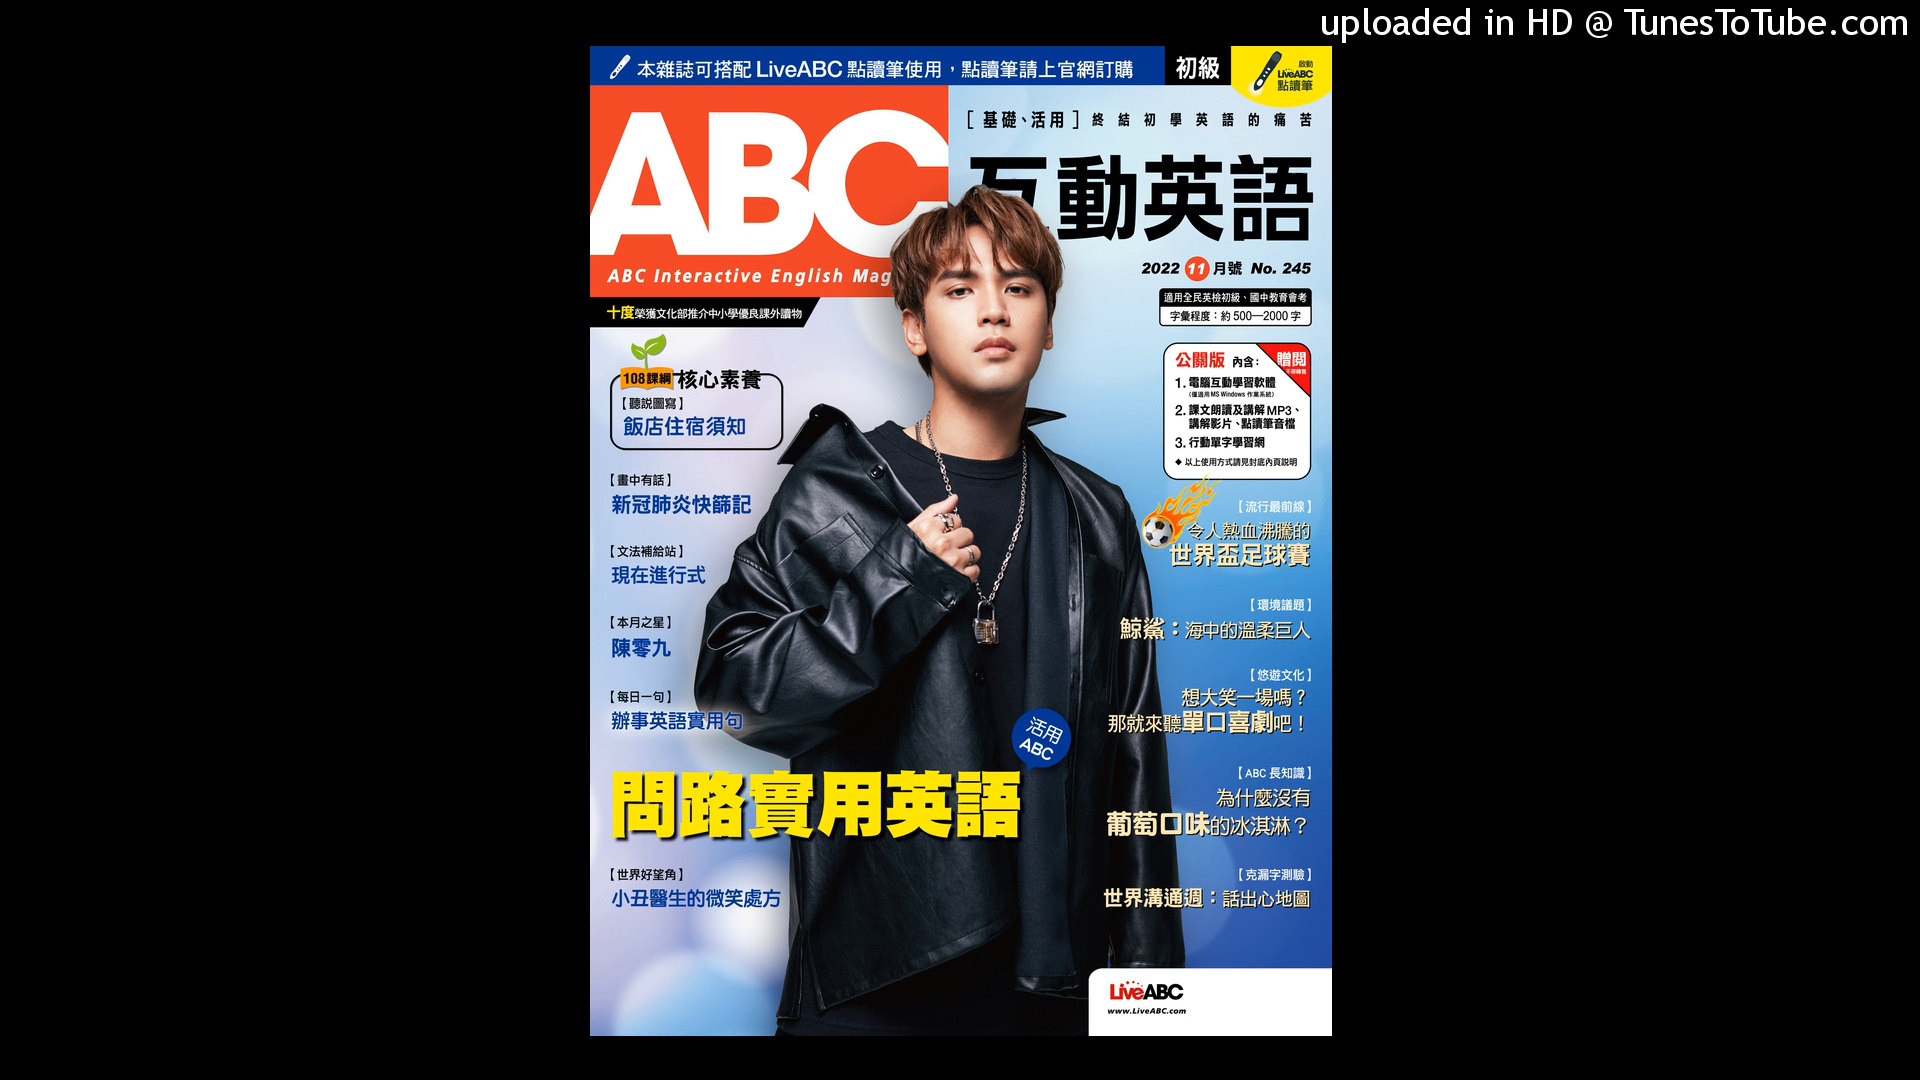 uploaded in HD @ TunesToTube.com
本雜誌可搭配 LiveABC 點讀筆使用，點讀筆請上官網訂購
初級
啟動
LiveABC
點讀筆
ABC
ABC Interactive English Mag
十度榮獲文化部推介中小學優良課外讀物
[ 基礎、活用 ] 終結初學英語的痛苦
互動英語
2022 11 月號 No. 245
適用全民英檢初級、國中教育會考
字彙程度：約 500—2000 字
公關版 內含：
贈閱
不得轉售
1. 電腦互動學習軟體
(僅適用 MS Windows 作業系統)
2. 課文朗讀及講解 MP3、
講解影片、點讀筆音檔
3. 行動單字學習網
◆ 以上使用方式請見封底內頁說明
108課綱 核心素養
【聽說圖寫】
飯店住宿須知
【畫中有話】
新冠肺炎快篩記
【文法補給站】
現在進行式
【本月之星】
陳零九
【每日一句】
辦事英語實用句
活用
ABC
問路實用英語
【世界好望角】
小丑醫生的微笑處方
【流行最前線】
令人熱血沸騰的
世界盃足球賽
【環境議題】
鯨鯊：海中的溫柔巨人
【悠遊文化】
想大笑一場嗎？
那就來聽單口喜劇吧！
【ABC 長知識】
為什麼沒有
葡萄口味的冰淇淋？
【克漏字測驗】
世界溝通週：話出心地圖
LiveABC
www.LiveABC.com